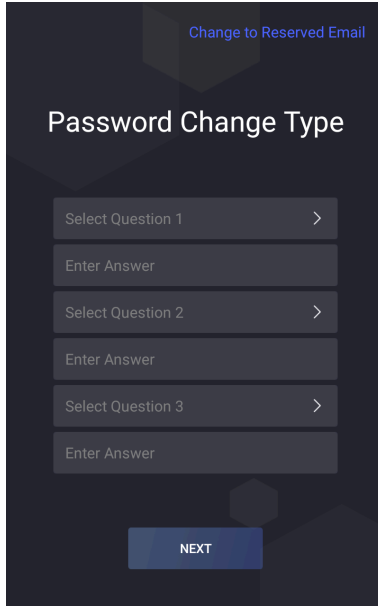 Change to Reserved Email
Password Change Type
Select Question 1
Enter Answer
Select Question 2
Enter Answer
Select Question 3
Enter Answer
NEXT